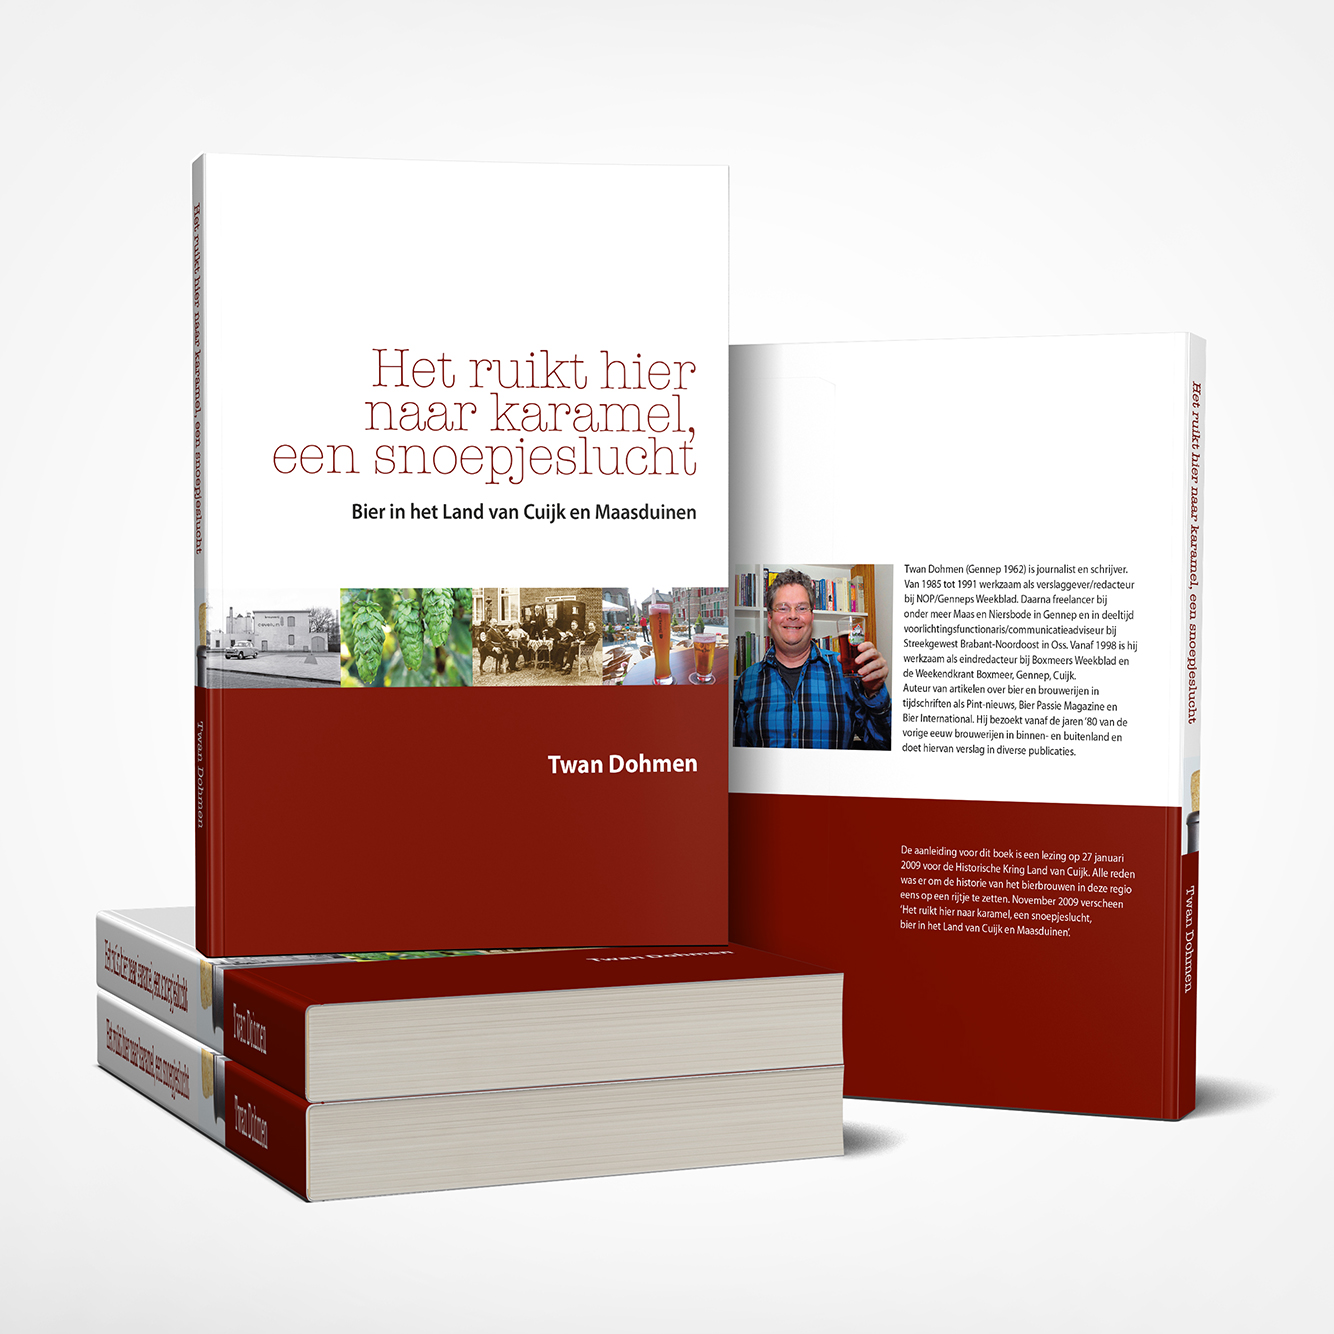 Het ruikt hier naar karamel, een snoepjeslucht
Twan Dohmen
Het ruikt hier
naar karamel,
een snoepjeslucht
Bier in het Land van Cuijk en Maasduinen
Twan Dohmen
Twan Dohmen (Gennep 1962) is journalist en schrijver.
Van 1985 tot 1991 werkzaam als verslaggever/redacteur
bij NOP/Genneps Weekblad. Daarna freelancer bij
onder meer Maas en Niersbode in Gennep en in deeltijd
voorlichtingsfunctionaris/communicatieadviseur bij
Streekgewest Brabant-Noordoost in Oss. Vanaf 1998 is hij
werkzaam als eindredacteur bij Boxmeers Weekblad en
de Weekendkrant Boxmeer, Gennep, Cuijk.
Auteur van artikelen over bier en brouwerijen in
tijdschriften als Pint-nieuws, Bier Passie Magazine en
Bier International. Hij bezoekt vanaf de jaren '80 van de
vorige eeuw brouwerijen in binnen- en buitenland en
doet hiervan verslag in diverse publicaties.
De aanleiding voor dit boek is een lezing op 27 januari
2009 voor de Historische Kring Land van Cuijk. Alle reden
was er om de historie van het bierbrouwen in deze regio
eens op een rijtje te zetten. November 2009 verscheen
'Het ruikt hier naar karamel, een snoepjeslucht,
bier in het Land van Cuijk en Maasduinen'.
Het ruikt hier naar karamel, een snoepjeslucht
Twan Dohmen
Twan Dohmen
Het ruikt hier naar karamel, een snoepjeslucht
Twan Dohmen
Het ruikt hier naar karamel, een snoepjeslucht
Twan Dohmen